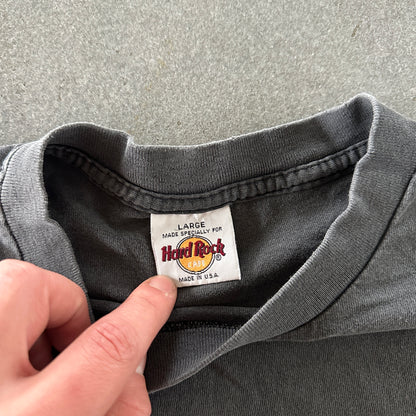 LARGE
MADE SPECIALLY FOR
Hard Rock ®
CAFE
MADE IN U.S.A.